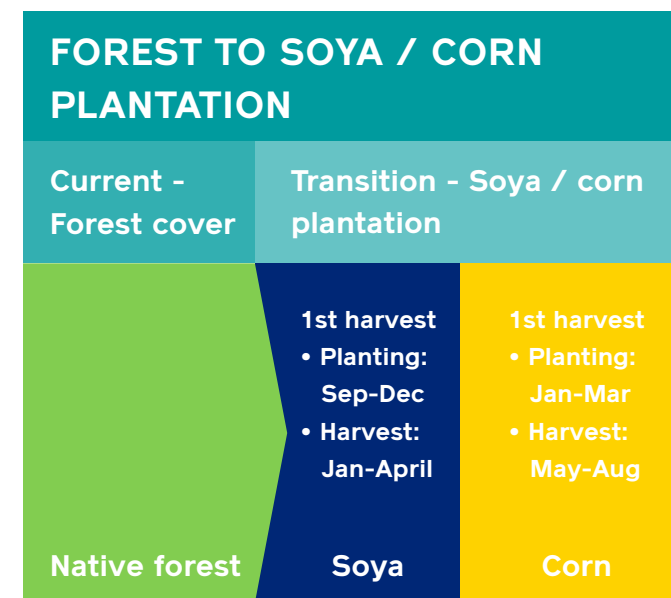 FOREST TO SOYA / CORN
PLANTATION
Current -
Forest cover
Transition - Soya / corn
plantation
Native forest
1st harvest
• Planting:
Sep-Dec
• Harvest:
Jan-April
Soya
1st harvest
• Planting:
Jan-Mar
• Harvest:
May-Aug
Corn